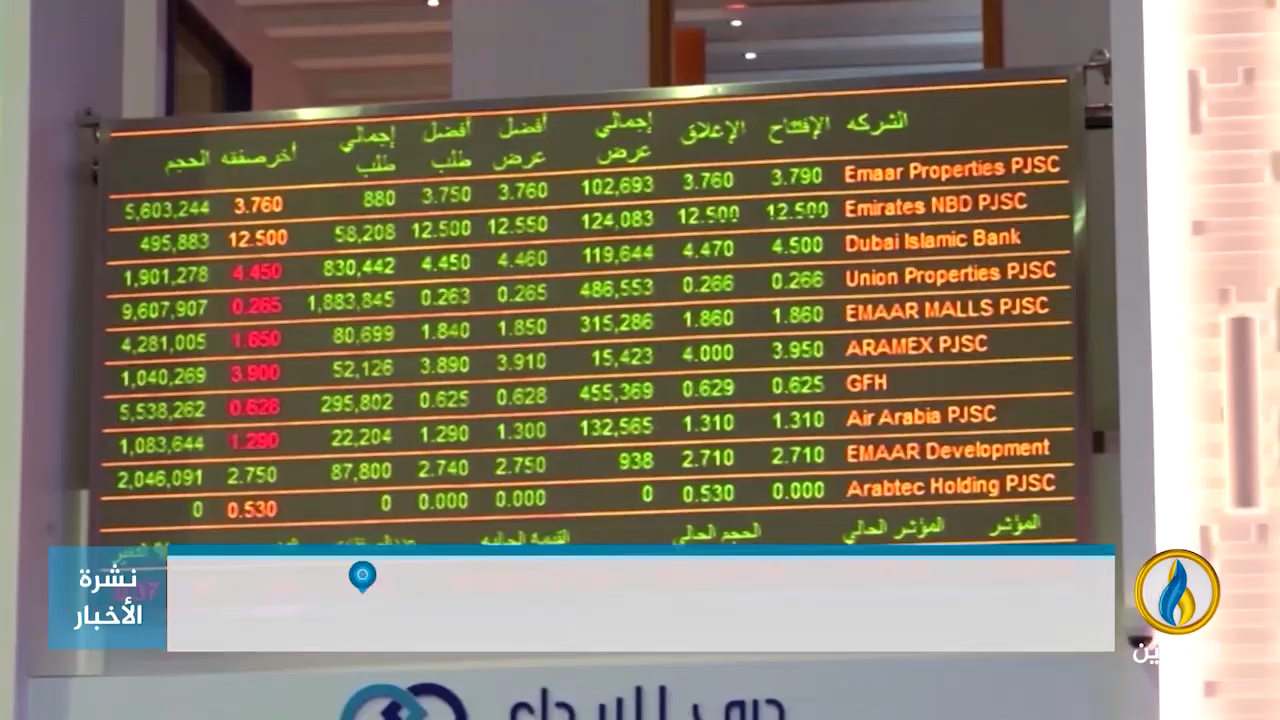 الشركه الإفتتاح الإغلاق إجمالي عرض أفضل عرض أفضل طلب إجمالي طلب أخرصفقه الحجم
Emaar Properties PJSC 3.790 3.760 102,693 3.760 3.750 880 3.760 5,603,244
Emirates NBD PJSC 12.500 12.500 124,083 12.550 12.500 58,208 12.500 495,883
Dubai Islamic Bank 4.500 4.470 119,644 4.460 4.450 830,442 4.450 1,901,278
Union Properties PJSC 0.266 0.266 486,553 0.265 0.263 1,883,845 0.265 9,607,907
EMAAR MALLS PJSC 1.860 1.860 315,286 1.850 1.840 80,699 1.650 4,281,005
ARAMEX PJSC 3.950 4.000 15,423 3.910 3.890 52,126 3.900 1,040,269
GFH 0.625 0.629 455,369 0.628 0.625 295,802 0.628 5,538,262
Air Arabia PJSC 1.310 1.310 132,565 1.300 1.290 22,204 1.290 1,083,644
EMAAR Development 2.710 2.710 938 2.750 2.740 87,800 2.750 2,046,091
Arabtec Holding PJSC 0.000 0.530 0 0.000 0.000 0 0.530 0
المؤشر المؤشر الحالي الحجم الحالي القيمة الحاليه
نشرة
الأخبار